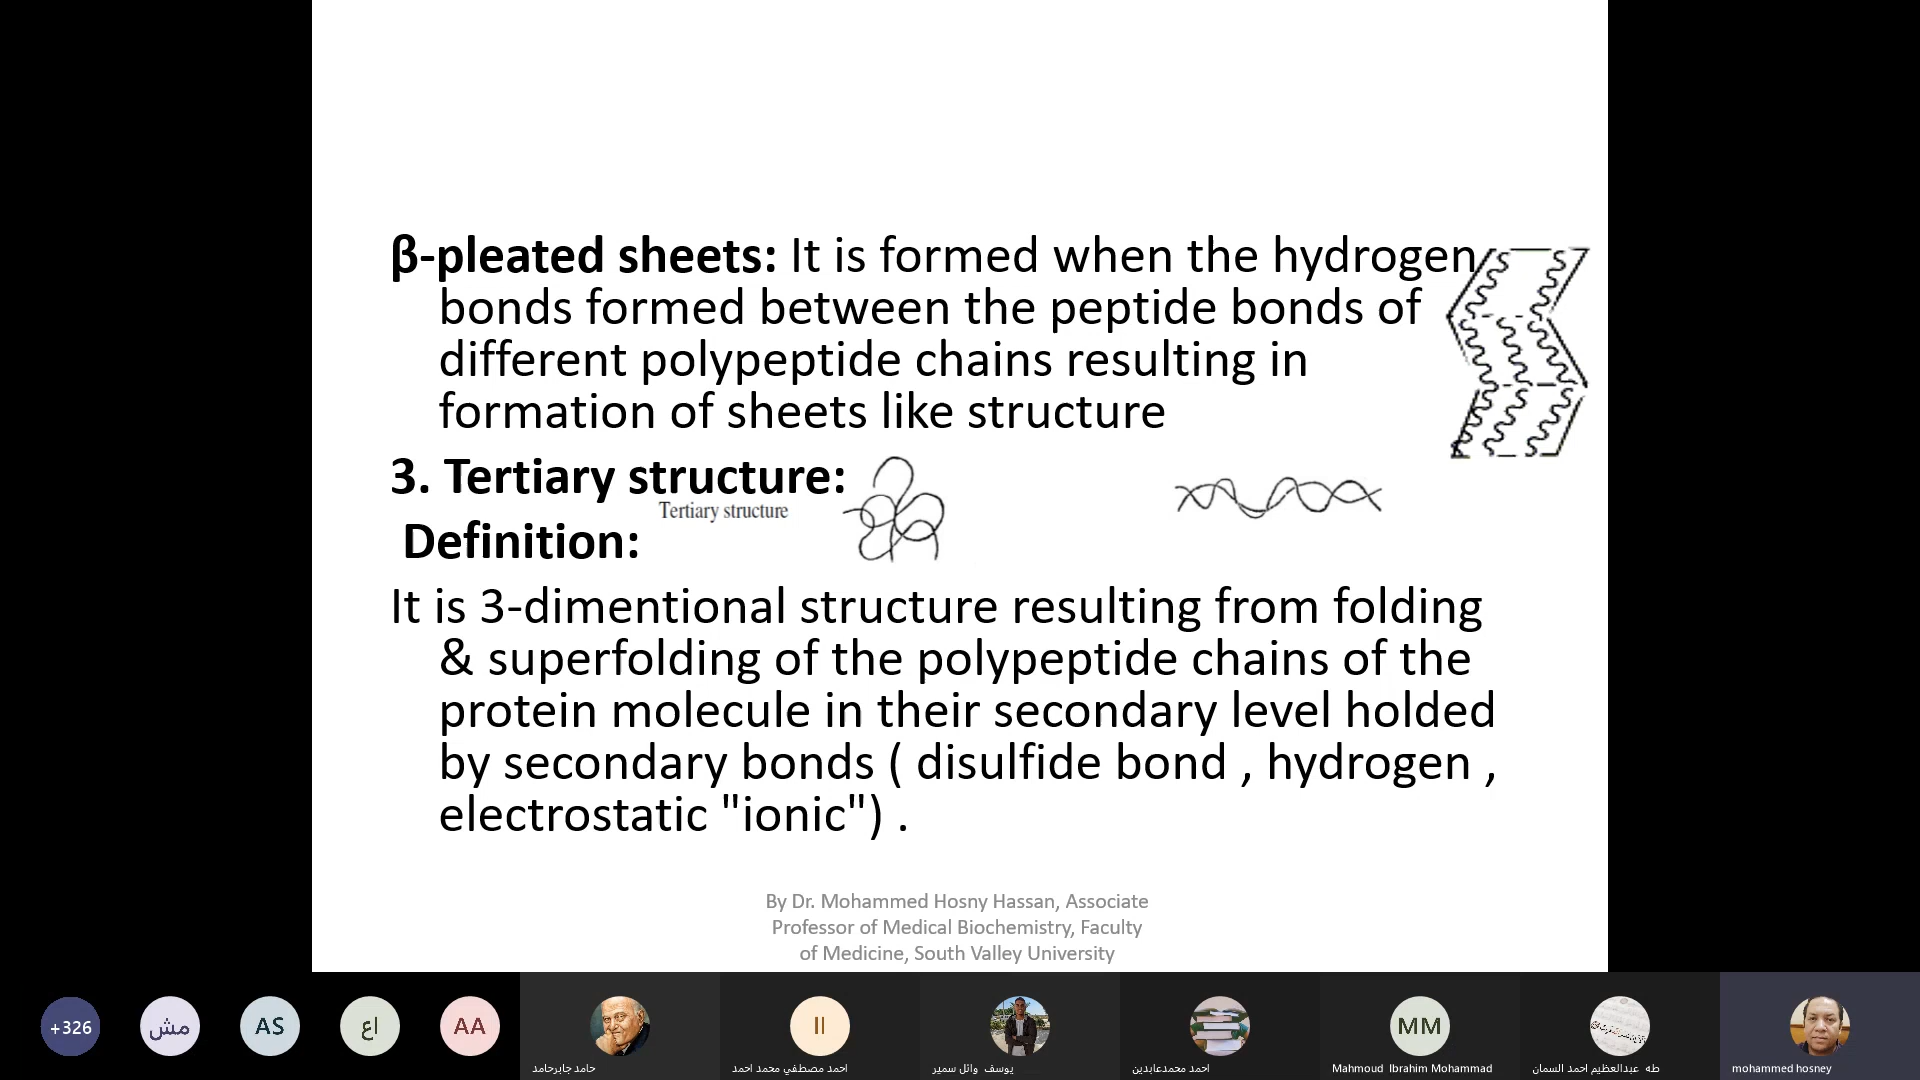 β-pleated sheets: It is formed when the hydrogen
bonds formed between the peptide bonds of
different polypeptide chains resulting in
formation of sheets like structure
3. Tertiary structure:
Tertiary structure
Definition:
It is 3-dimentional structure resulting from folding
& superfolding of the polypeptide chains of the
protein molecule in their secondary level holded
by secondary bonds ( disulfide bond , hydrogen ,
electrostatic "ionic") .
By Dr. Mohammed Hosny Hassan, Associate
Professor of Medical Biochemistry, Faculty
of Medicine, South Valley University
+326
مش
AS
اع
AA
حامد جابرحامد
II
احمد مصطفي محمد احمد
يوسف وائل سمير
احمد محمدعابدين
MM
Mahmoud Ibrahim Mohammad
طه عبدالعظيم احمد السمان
mohammed hosney